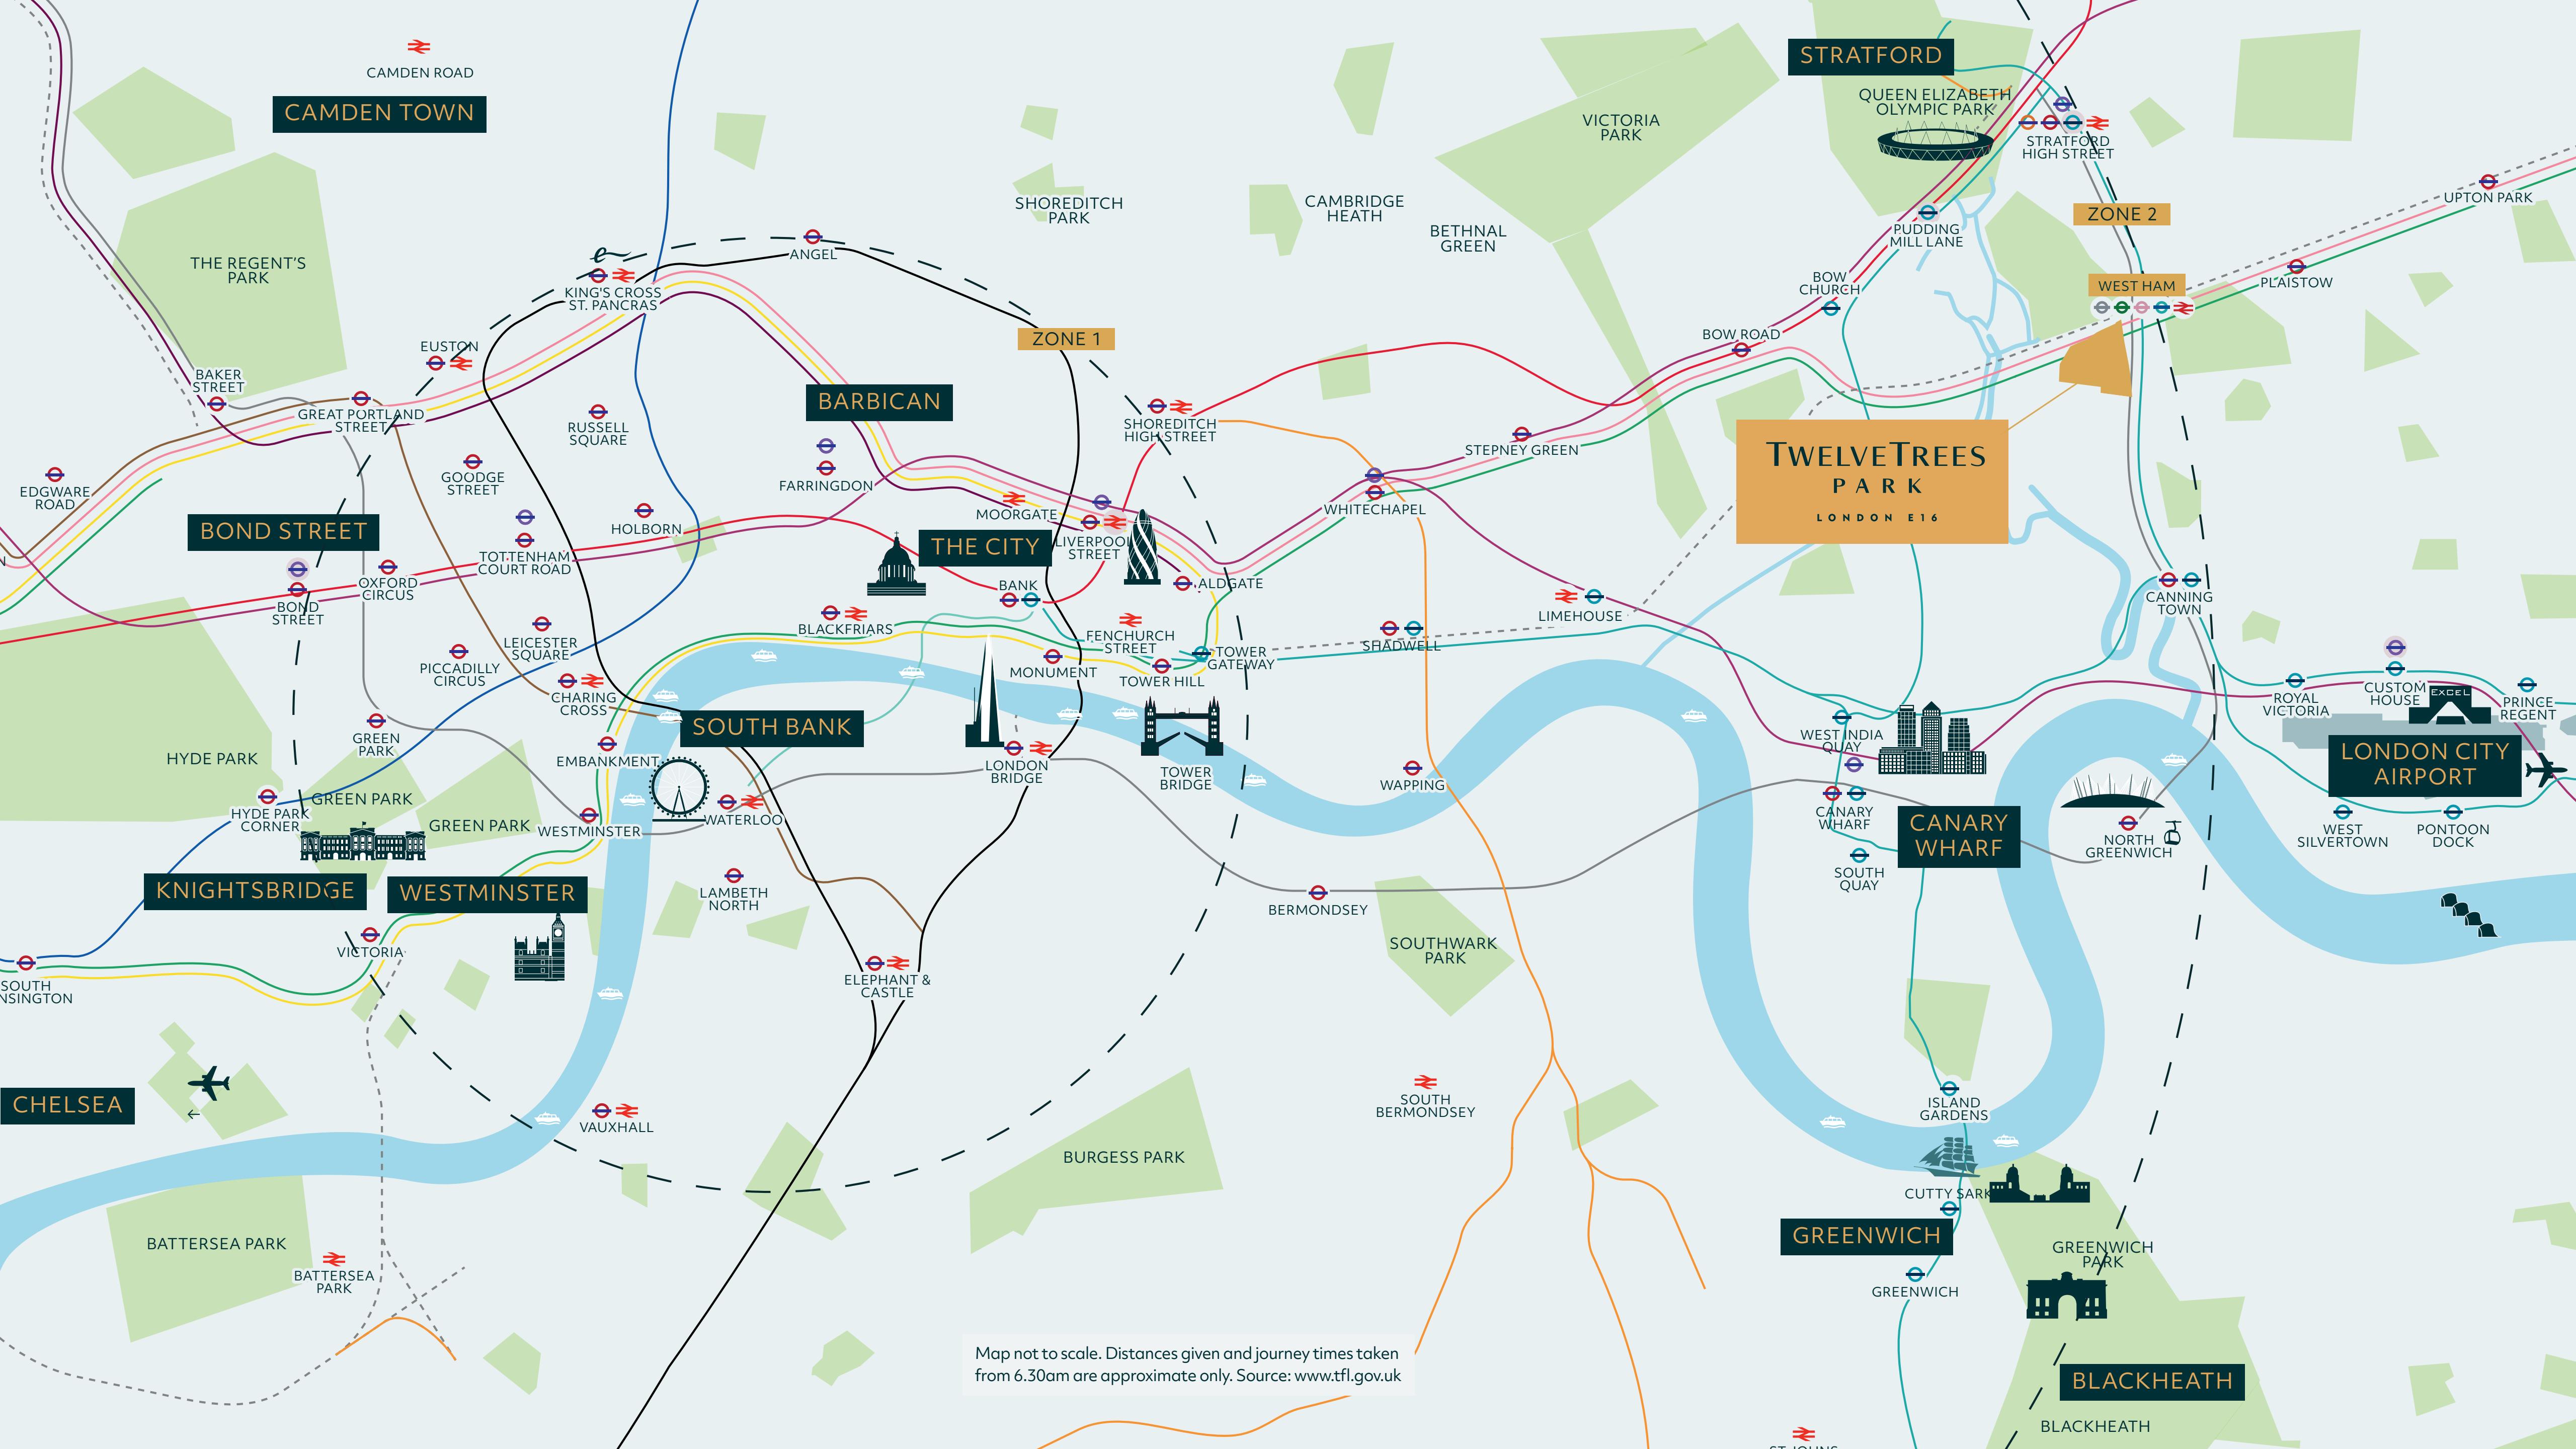 CAMDEN ROAD
CAMDEN TOWN
STRATFORD
QUEEN ELIZABETH
OLYMPIC PARK
VICTORIA
PARK
STRATFORD
HIGH STREET
UPTON PARK
ZONE 2
SHOREDITCH
PARK
CAMBRIDGE
HEATH
BETHNAL
GREEN
PUDDING
MILL LANE
THE REGENT'S
PARK
ANGEL
KING'S CROSS
ST. PANCRAS
BOW
CHURCH
WEST HAM
PLAISTOW
ZONE 1
BOW ROAD
EUSTON
BAKER
STREET
GREAT PORTLAND
STREET
RUSSELL
SQUARE
BARBICAN
SHOREDITCH
HIGH STREET
STEPNEY GREEN
TWELVETREES
PARK
LONDON E16
EDGWARE
ROAD
GOODGE
STREET
FARRINGDON
MOORGATE
WHITECHAPEL
BOND STREET
HOLBORN
TOTTENHAM
COURT ROAD
THE CITY
LIVERPOOL
STREET
OXFORD
CIRCUS
BOND
STREET
BANK
ALDGATE
CANNING
TOWN
LEICESTER
SQUARE
BLACKFRIARS
FENCHURCH
STREET
LIMEHOUSE
SHADWELL
PICCADILLY
CIRCUS
MONUMENT
TOWER
GATEWAY
TOWER HILL
CHARING
CROSS
ROYAL
VICTORIA
CUSTOM
HOUSE
EXCEL
PRINCE
REGENT
SOUTH BANK
GREEN
PARK
WEST INDIA
QUAY
LONDON CITY
AIRPORT
HYDE PARK
EMBANKMENT
LONDON
BRIDGE
TOWER
BRIDGE
WAPPING
HYDE PARK
CORNER
GREEN PARK
GREEN PARK
WESTMINSTER
WATERLOO
CANARY
WHARF
CANARY
WHARF
NORTH
GREENWICH
WEST
SILVERTOWN
PONTOON
DOCK
SOUTH
QUAY
KNIGHTSBRIDGE
WESTMINSTER
LAMBETH
NORTH
BERMONDSEY
VICTORIA
SOUTHWARK
PARK
SOUTH
NSINGTON
ELEPHANT &
CASTLE
CHELSEA
VAUXHALL
SOUTH
BERMONDSEY
ISLAND
GARDENS
BURGESS PARK
CUTTY SARK
GREENWICH
BATTERSEA PARK
GREENWICH
PARK
BATTERSEA
PARK
GREENWICH
Map not to scale. Distances given and journey times taken
from 6.30am are approximate only. Source: www.tfl.gov.uk
BLACKHEATH
BLACKHEATH